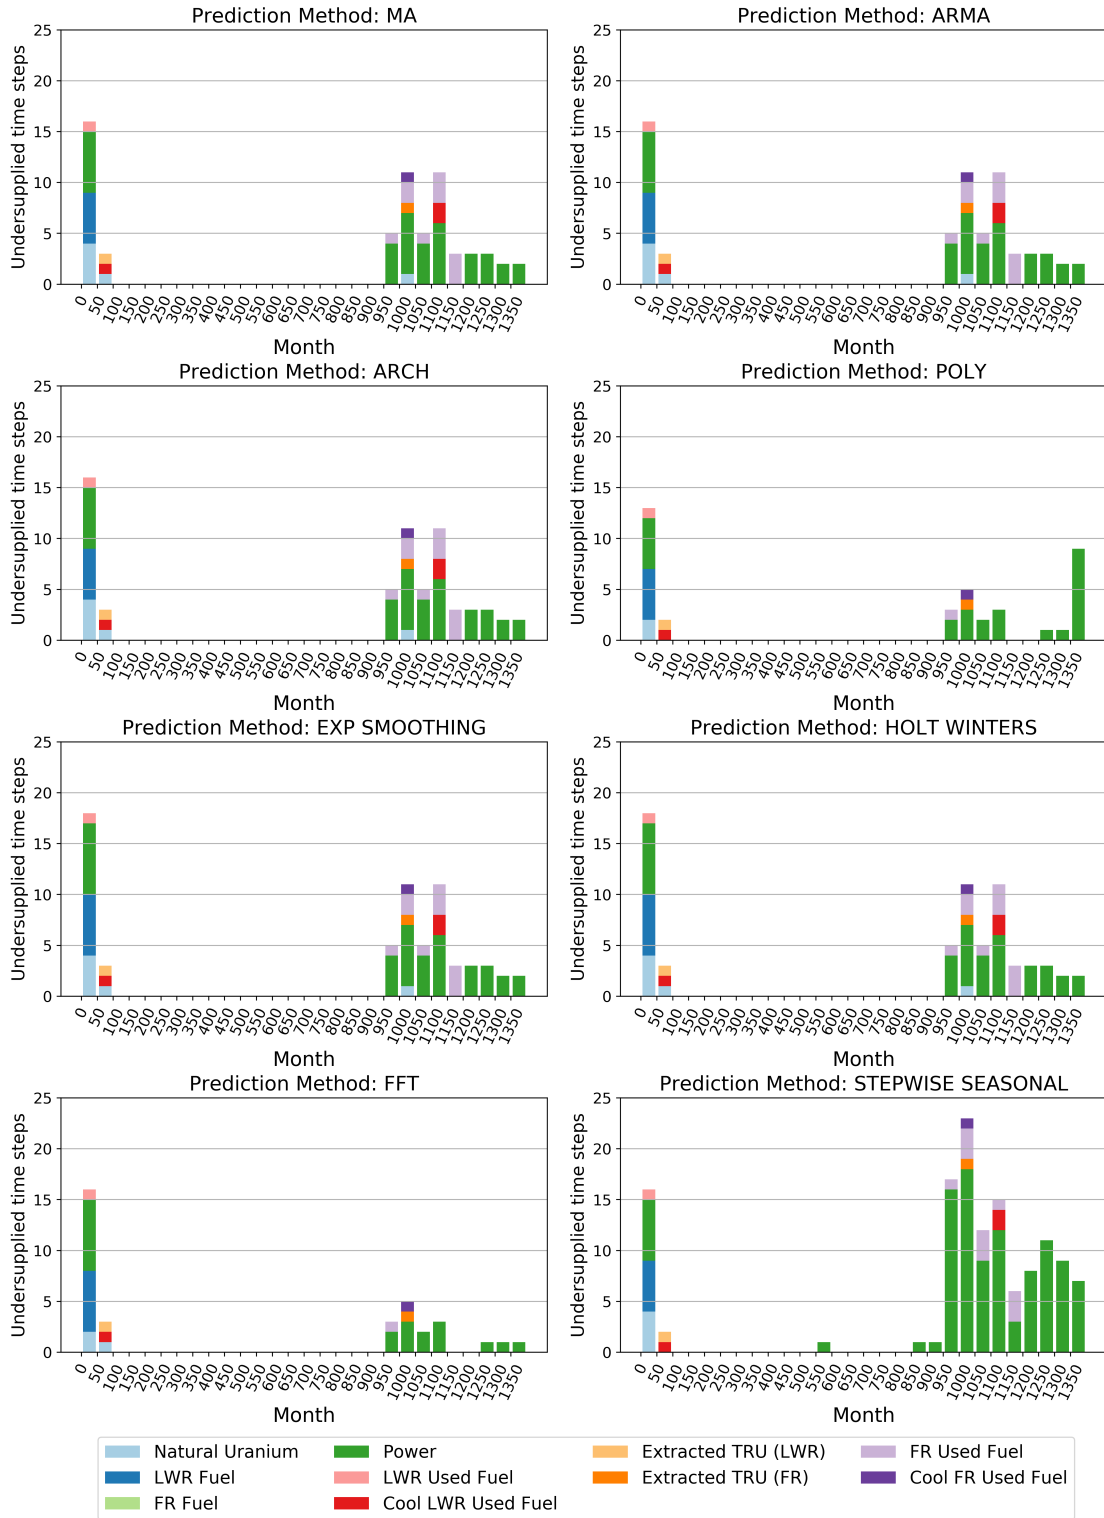 Prediction Method: MA
25
20
15
10
5
0
Undersupplied time steps
0 50 100 150 200 250 300 350 400 450 500 550 600 650 700 750 800 850 900 950 1000 1050 1100 1150 1200 1250 1300 1350
Month
Prediction Method: ARMA
25
20
15
10
5
0
Undersupplied time steps
0 50 100 150 200 250 300 350 400 450 500 550 600 650 700 750 800 850 900 950 1000 1050 1100 1150 1200 1250 1300 1350
Month
Prediction Method: ARCH
25
20
15
10
5
0
Undersupplied time steps
0 50 100 150 200 250 300 350 400 450 500 550 600 650 700 750 800 850 900 950 1000 1050 1100 1150 1200 1250 1300 1350
Month
Prediction Method: POLY
25
20
15
10
5
0
Undersupplied time steps
0 50 100 150 200 250 300 350 400 450 500 550 600 650 700 750 800 850 900 950 1000 1050 1100 1150 1200 1250 1300 1350
Month
Prediction Method: EXP SMOOTHING
25
20
15
10
5
0
Undersupplied time steps
0 50 100 150 200 250 300 350 400 450 500 550 600 650 700 750 800 850 900 950 1000 1050 1100 1150 1200 1250 1300 1350
Month
Prediction Method: HOLT WINTERS
25
20
15
10
5
0
Undersupplied time steps
0 50 100 150 200 250 300 350 400 450 500 550 600 650 700 750 800 850 900 950 1000 1050 1100 1150 1200 1250 1300 1350
Month
Prediction Method: FFT
25
20
15
10
5
0
Undersupplied time steps
0 50 100 150 200 250 300 350 400 450 500 550 600 650 700 750 800 850 900 950 1000 1050 1100 1150 1200 1250 1300 1350
Month
Prediction Method: STEPWISE SEASONAL
25
20
15
10
5
0
Undersupplied time steps
0 50 100 150 200 250 300 350 400 450 500 550 600 650 700 750 800 850 900 950 1000 1050 1100 1150 1200 1250 1300 1350
Month
Natural Uranium
LWR Fuel
FR Fuel
Power
LWR Used Fuel
Cool LWR Used Fuel
Extracted TRU (LWR)
Extracted TRU (FR)
FR Used Fuel
Cool FR Used Fuel